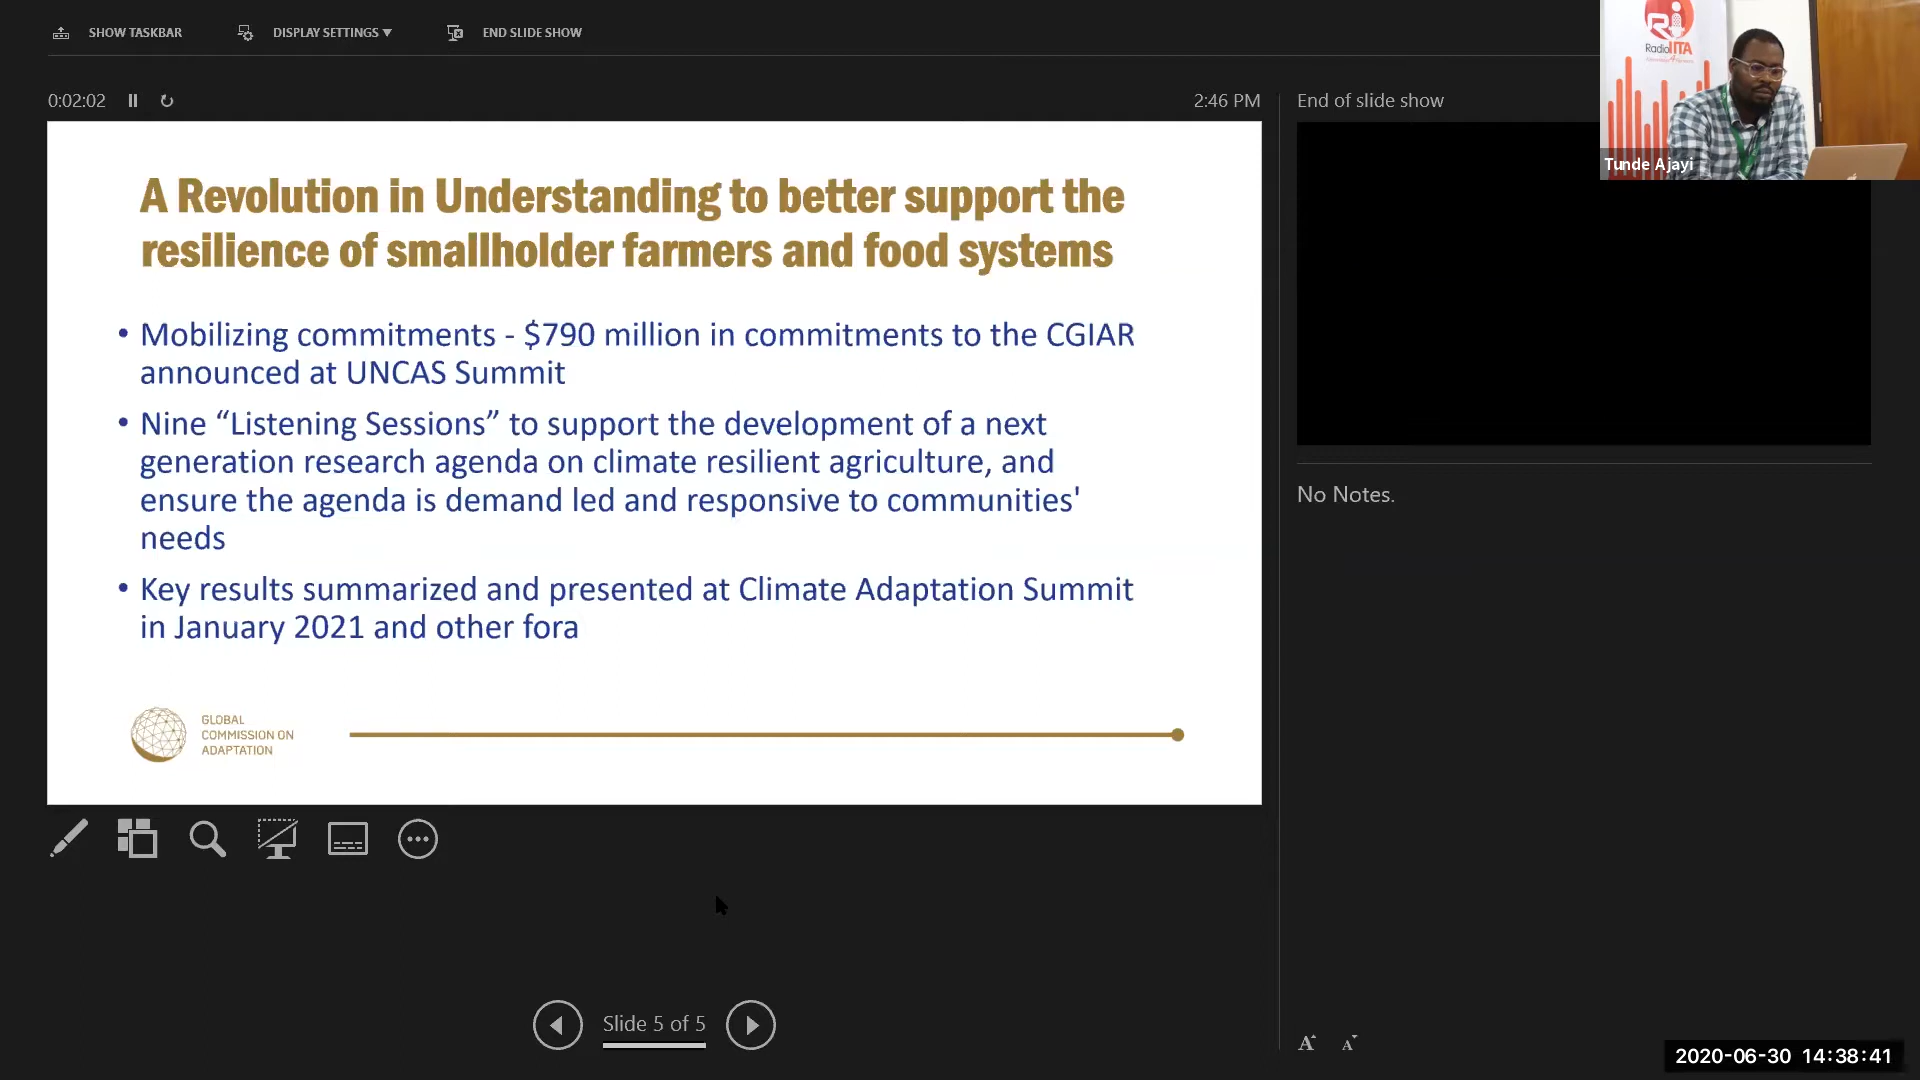 SHOW TASKBAR
DISPLAY SETTINGS ▼
END SLIDE SHOW
0:02:02
2:46 PM
End of slide show
Radio IITA
Tunde Ajayi
A Revolution in Understanding to better support the
resilience of smallholder farmers and food systems
• Mobilizing commitments - $790 million in commitments to the CGIAR
announced at UNCAS Summit
• Nine “Listening Sessions” to support the development of a next
generation research agenda on climate resilient agriculture, and
ensure the agenda is demand led and responsive to communities'
needs
• Key results summarized and presented at Climate Adaptation Summit
in January 2021 and other fora
GLOBAL
COMMISSION ON
ADAPTATION
No Notes.
Slide 5 of 5
A A
2020-06-30 14:38:41